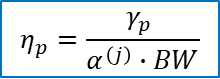 η_p = γ_p / (α^(j) · BW)